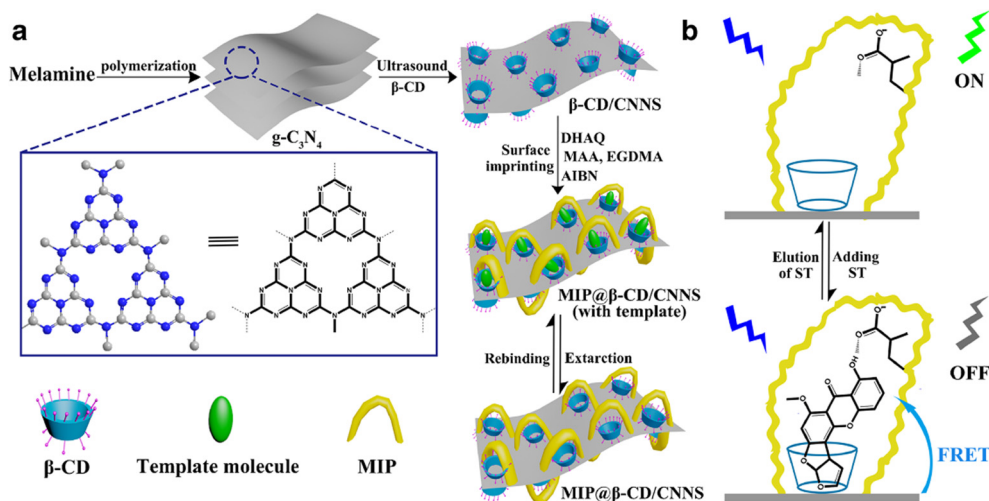 a
Melamine
polymerization
g-C₃N₄
Ultrasound
β-CD
β-CD/CNNS
Surface
imprinting
DHAQ
MAA, EGDMA
AIBN
MIP@β-CD/CNNS
(with template)
Rebinding
Extarction
MIP@β-CD/CNNS
β-CD
Template molecule
MIP
b
ON
Elution
of ST
Adding
ST
OFF
FRET